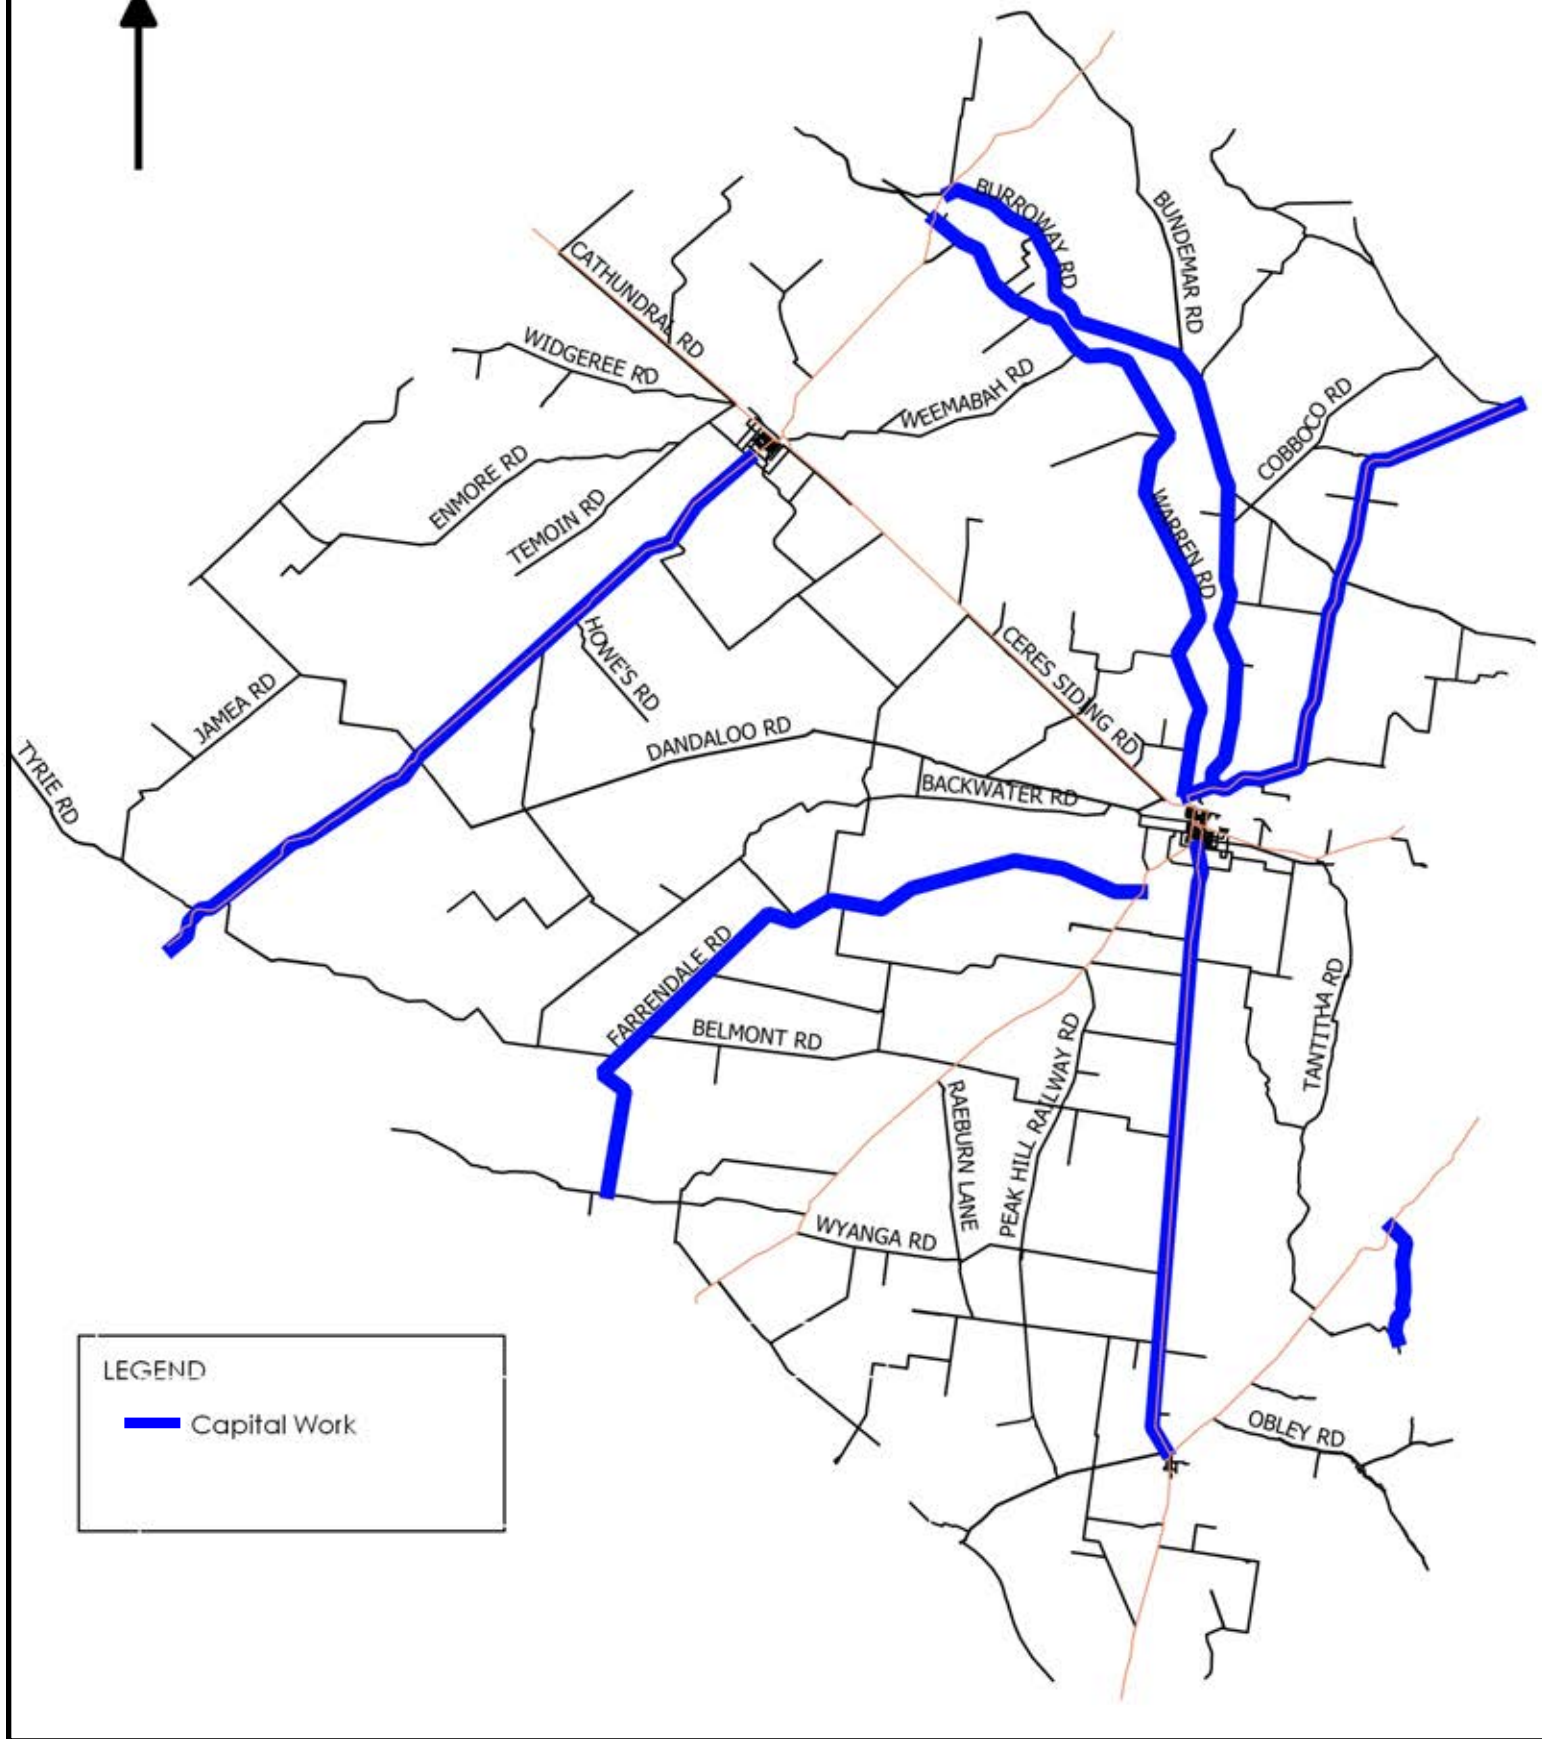 BURROWAY RD
BUNDEMAR RD
CATHUNDRAL RD
WIDGEREE RD
WEEMABAH RD
COBBOCO RD
ENMORE RD
TEMOIN RD
WARREN RD
HOWE'S RD
CERES SIDING RD
JAMEA RD
DANDALOO RD
TYRIE RD
BACKWATER RD
FARRENDALE RD
TANTITHA RD
BELMONT RD
RAEBURN LANE
PEAK HILL RAILWAY RD
WYANGA RD
LEGEND
Capital Work
OBLEY RD